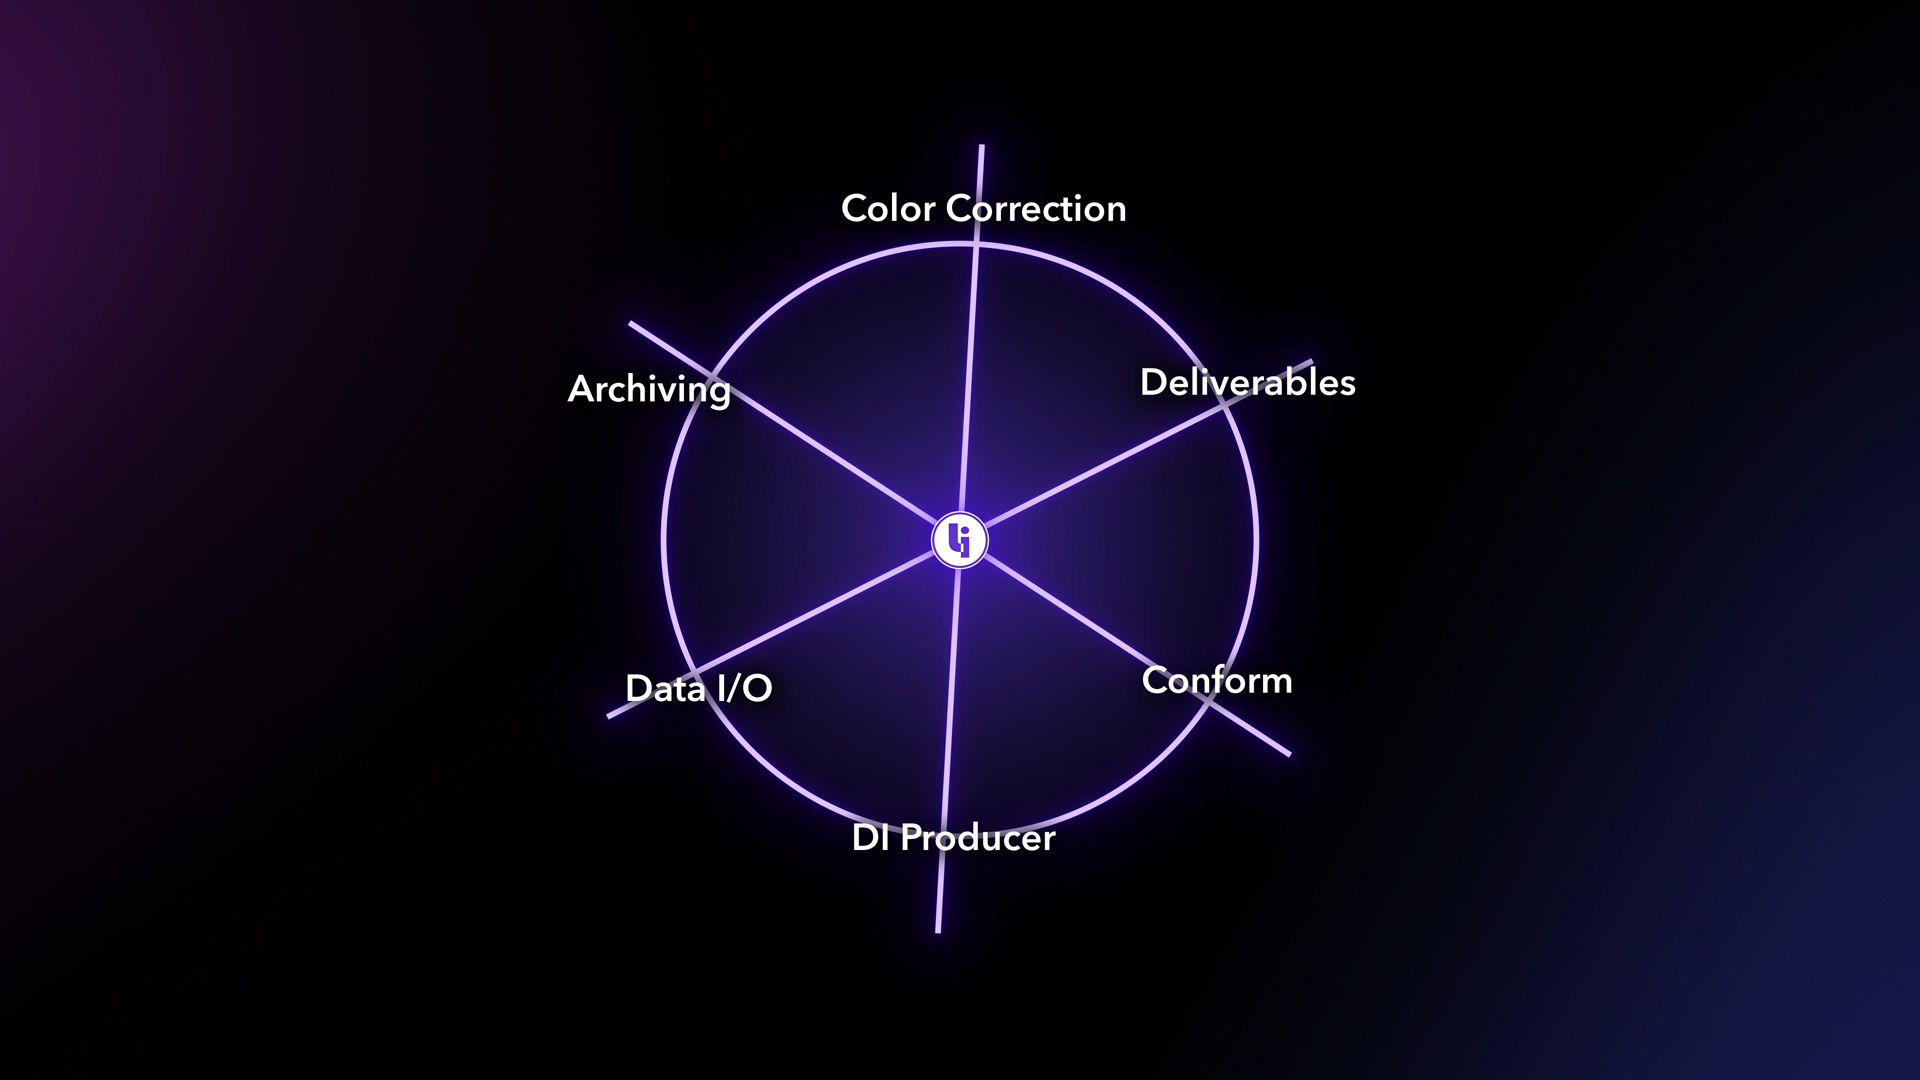 Color Correction
Archiving
Deliverables
Data I/O
Conform
DI Producer